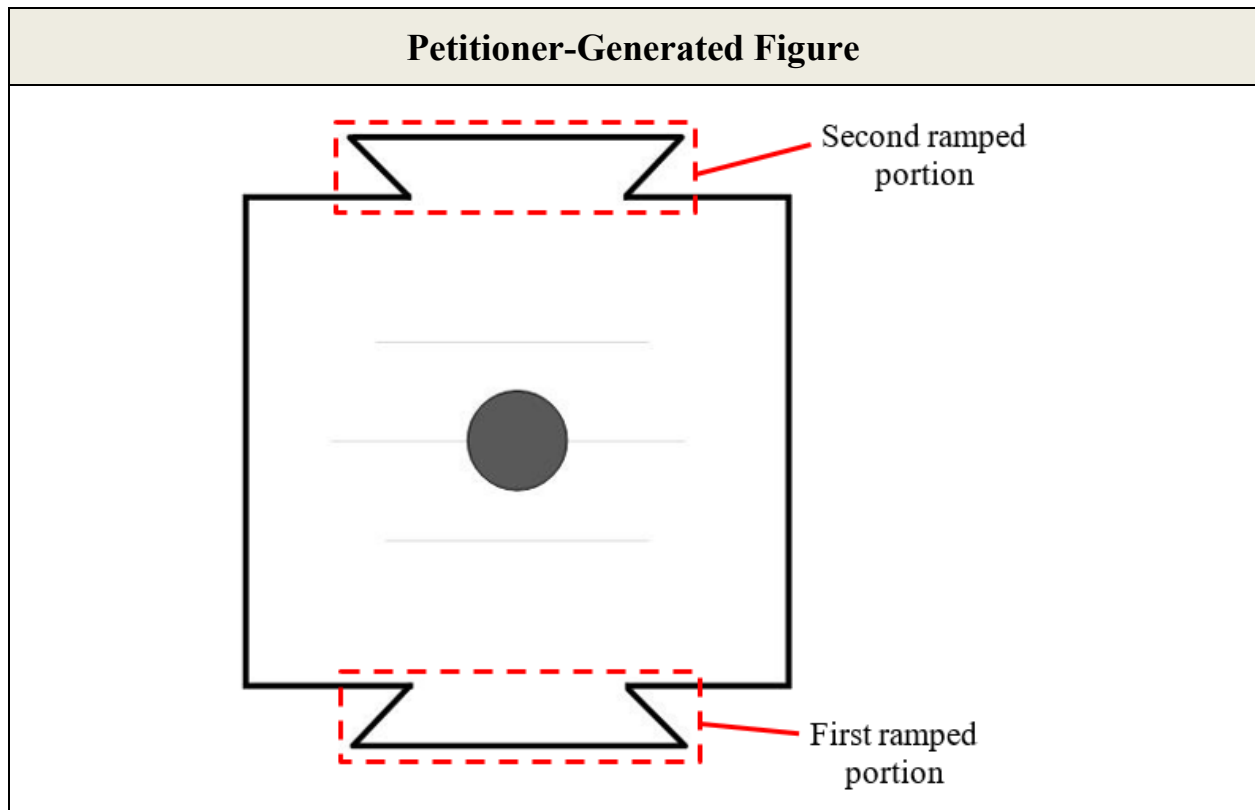 Petitioner-Generated Figure
Second ramped
portion
First ramped
portion